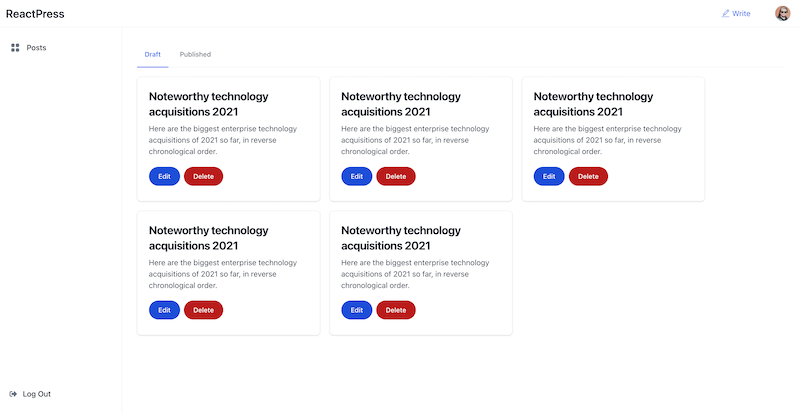 ReactPress
Write
Posts
Draft
Published
Noteworthy technology
acquisitions 2021
Here are the biggest enterprise technology
acquisitions of 2021 so far, in reverse
chronological order.
Edit
Delete
Noteworthy technology
acquisitions 2021
Here are the biggest enterprise technology
acquisitions of 2021 so far, in reverse
chronological order.
Edit
Delete
Noteworthy technology
acquisitions 2021
Here are the biggest enterprise technology
acquisitions of 2021 so far, in reverse
chronological order.
Edit
Delete
Noteworthy technology
acquisitions 2021
Here are the biggest enterprise technology
acquisitions of 2021 so far, in reverse
chronological order.
Edit
Delete
Noteworthy technology
acquisitions 2021
Here are the biggest enterprise technology
acquisitions of 2021 so far, in reverse
chronological order.
Edit
Delete
Log Out